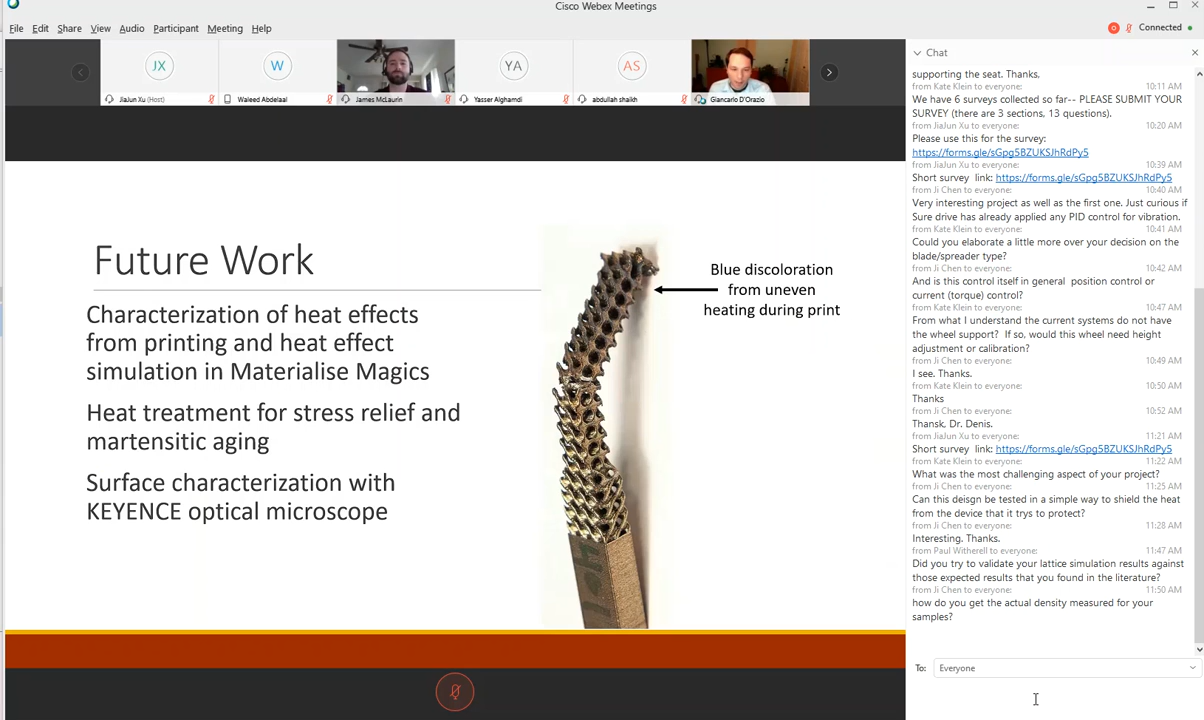 Cisco Webex Meetings
File Edit Share View Audio Participant Meeting Help
Connected
JX
W
YA
AS
JiaJun Xu (Host)
Waleed Abdelaal
James McLaurin
Yasser Alghamdi
abdullah shaikh
Giancarlo D'Orazio
Future Work
Characterization of heat effects
from printing and heat effect
simulation in Materialise Magics
Heat treatment for stress relief and
martensitic aging
Surface characterization with
KEYENCE optical microscope
Blue discoloration
from uneven
heating during print
Chat
supporting the seat. Thanks.
from Kate Klein to everyone: 10:11 AM
We have 6 surveys collected so far-- PLEASE SUBMIT YOUR
SURVEY (there are 3 sections, 13 questions).
from JiaJun Xu to everyone: 10:20 AM
Please use this for the survey:
https://forms.gle/sGpg5BZUKSJhRdPy5
from JiaJun Xu to everyone: 10:39 AM
Short survey link: https://forms.gle/sGpg5BZUKSJhRdPy5
from Ji Chen to everyone: 10:40 AM
Very interesting project as well as the first one. Just curious if
Sure drive has already applied any PID control for vibration.
from Kate Klein to everyone: 10:41 AM
Could you elaborate a little more over your decision on the
blade/spreader type?
from Ji Chen to everyone: 10:42 AM
And is this control itself in general position control or
current (torque) control?
from Kate Klein to everyone: 10:47 AM
From what I understand the current systems do not have
the wheel support? If so, would this wheel need height
adjustment or calibration?
from Ji Chen to everyone: 10:49 AM
I see. Thanks.
from Kate Klein to everyone: 10:50 AM
Thanks
from Ji Chen to everyone: 10:52 AM
Thansk, Dr. Denis.
from JiaJun Xu to everyone: 11:21 AM
Short survey link: https://forms.gle/sGpg5BZUKSJhRdPy5
from Kate Klein to everyone: 11:22 AM
What was the most challenging aspect of your project?
from Ji Chen to everyone: 11:25 AM
Can this deisgn be tested in a simple way to shield the heat
from the device that it trys to protect?
from Ji Chen to everyone: 11:28 AM
Interesting. Thanks.
from Paul Witherell to everyone: 11:47 AM
Did you try to validate your lattice simulation results against
those expected results that you found in the literature?
from Ji Chen to everyone: 11:50 AM
how do you get the actual density measured for your
samples?
To: Everyone